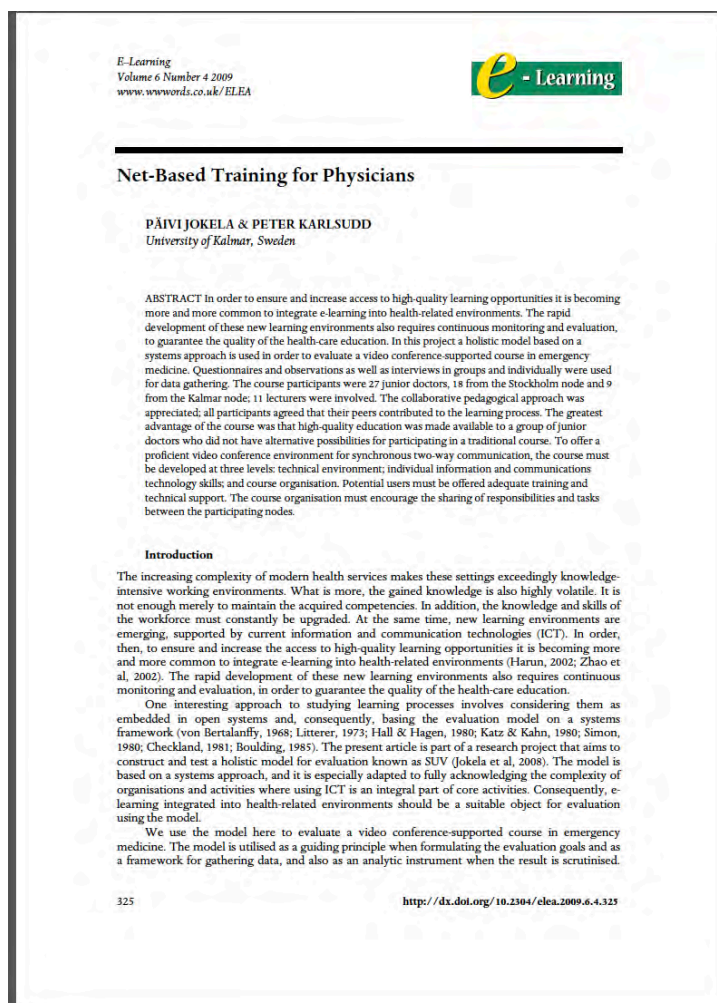 E–Learning
Volume 6 Number 4 2009
www.wwwords.co.uk/ELEA
e - Learning
Net-Based Training for Physicians
PÄIVI JOKELA & PETER KARLSUDD
University of Kalmar, Sweden
ABSTRACT In order to ensure and increase access to high-quality learning opportunities it is becoming
more and more common to integrate e-learning into health-related environments. The rapid
development of these new learning environments also requires continuous monitoring and evaluation,
to guarantee the quality of the health-care education. In this project a holistic model based on a
systems approach is used in order to evaluate a video conference-supported course in emergency
medicine. Questionnaires and observations as well as interviews in groups and individually were used
for data gathering. The course participants were 27 junior doctors, 18 from the Stockholm node and 9
from the Kalmar node; 11 lecturers were involved. The collaborative pedagogical approach was
appreciated; all participants agreed that their peers contributed to the learning process. The greatest
advantage of the course was that high-quality education was made available to a group of junior
doctors who did not have alternative possibilities for participating in a traditional course. To offer a
proficient video conference environment for synchronous two-way communication, the course must
be developed at three levels: technical environment; individual information and communications
technology skills; and course organisation. Potential users must be offered adequate training and
technical support. The course organisation must encourage the sharing of responsibilities and tasks
between the participating nodes.
Introduction
The increasing complexity of modern health services makes these settings exceedingly knowledge-
intensive working environments. What is more, the gained knowledge is also highly volatile. It is
not enough merely to maintain the acquired competencies. In addition, the knowledge and skills of
the workforce must constantly be upgraded. At the same time, new learning environments are
emerging, supported by current information and communication technologies (ICT). In order,
then, to ensure and increase the access to high-quality learning opportunities it is becoming more
and more common to integrate e-learning into health-related environments (Harun, 2002; Zhao et
al, 2002). The rapid development of these new learning environments also requires continuous
monitoring and evaluation, in order to guarantee the quality of the health-care education.
One interesting approach to studying learning processes involves considering them as
embedded in open systems and, consequently, basing the evaluation model on a systems
framework (von Bertalanffy, 1968; Litterer, 1973; Hall & Hagen, 1980; Katz & Kahn, 1980; Simon,
1980; Checkland, 1981; Boulding, 1985). The present article is part of a research project that aims to
construct and test a holistic model for evaluation known as SUV (Jokela et al, 2008). The model is
based on a systems approach, and it is especially adapted to fully acknowledging the complexity of
organisations and activities where using ICT is an integral part of core activities. Consequently, e-
learning integrated into health-related environments should be a suitable object for evaluation
using the model.
We use the model here to evaluate a video conference-supported course in emergency
medicine. The model is utilised as a guiding principle when formulating the evaluation goals and as
a framework for gathering data, and also as an analytic instrument when the result is scrutinised.
325 http://dx.doi.org/10.2304/elea.2009.6.4.325